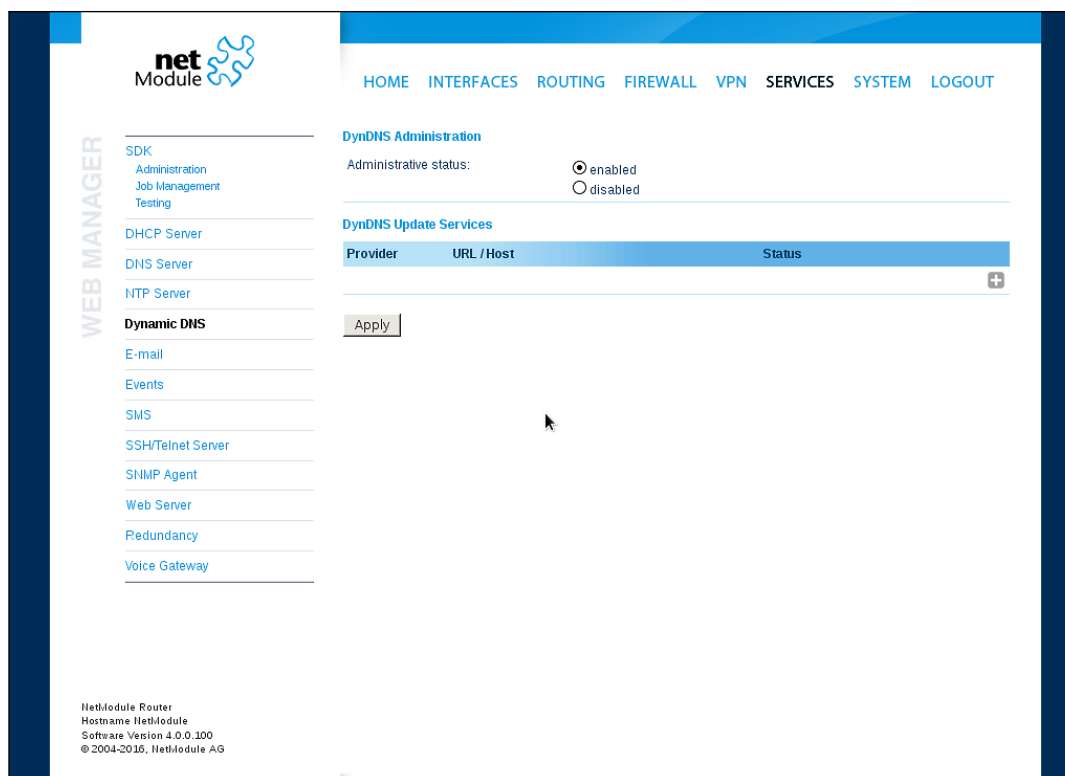 net
Module
HOME INTERFACES ROUTING FIREWALL VPN SERVICES SYSTEM LOGOUT
WEB MANAGER
SDK
Administration
Job Management
Testing
DHCP Server
DNS Server
NTP Server
Dynamic DNS
E-mail
Events
SMS
SSH/Telnet Server
SNMP Agent
Web Server
Redundancy
Voice Gateway
DynDNS Administration
Administrative status:
enabled
disabled
DynDNS Update Services
Provider URL / Host Status
Apply
NetModule Router
Hostname NetModule
Software Version 4.0.0.100
© 2004-2016, NetModule AG